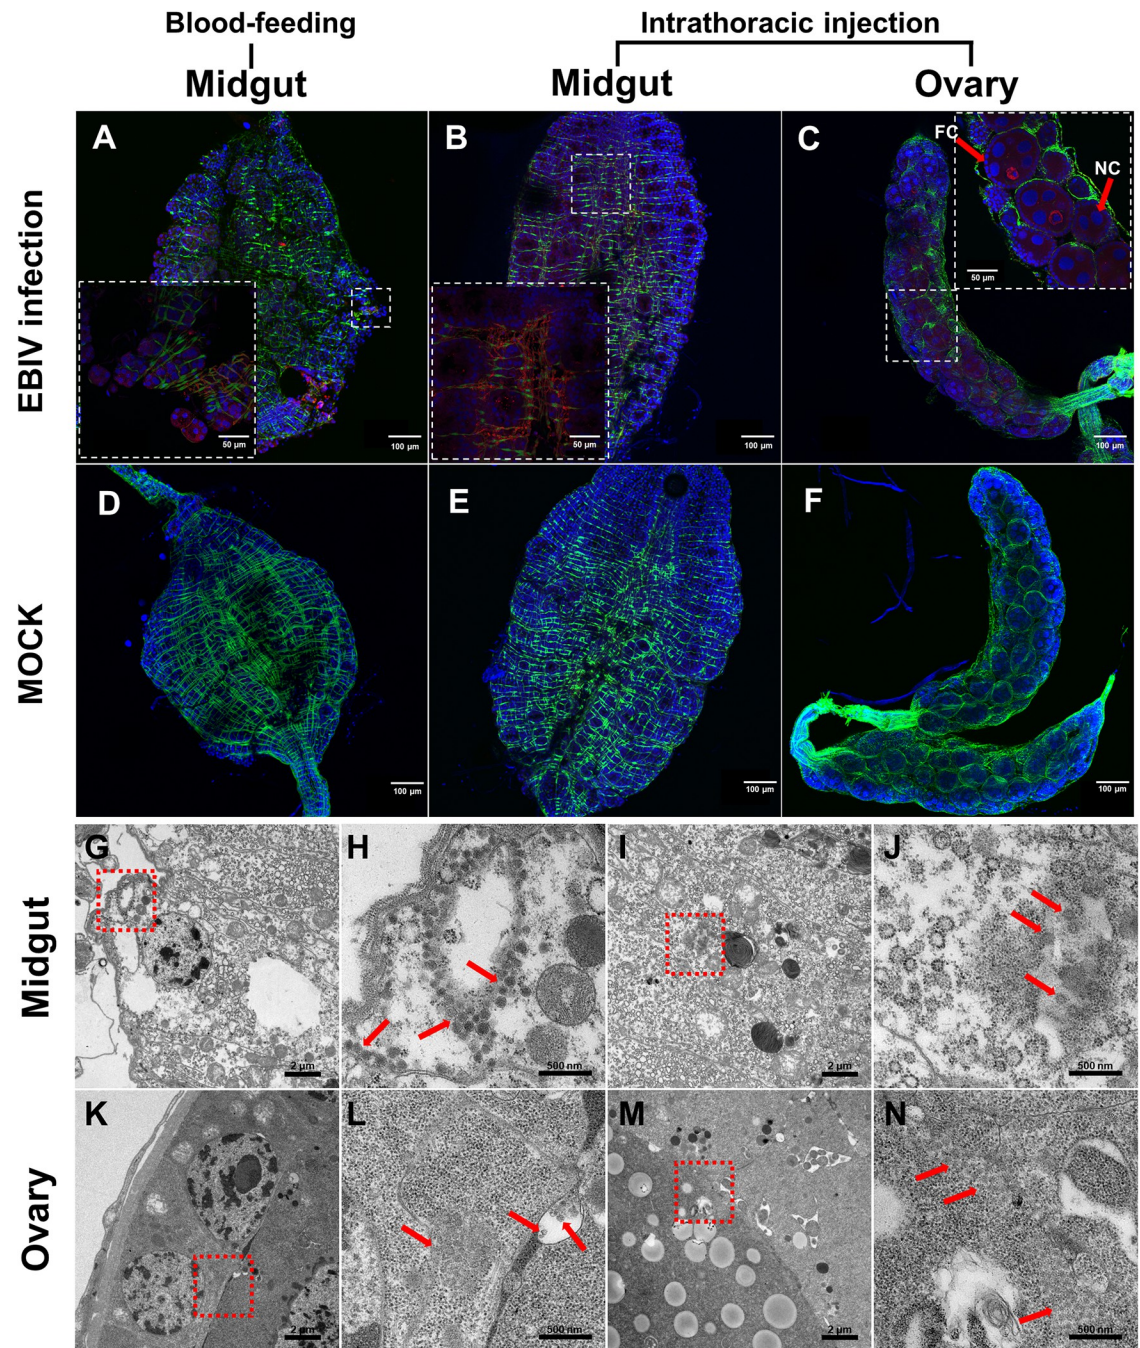 Blood-feeding
Intrathoracic injection
Midgut
Midgut
Ovary
EBIV infection
A
50 µm
100 µm
B
50 µm
100 µm
C
FC
NC
50 µm
100 µm
MOCK
D
100 µm
E
100 µm
F
100 µm
Midgut
G
2 µm
H
500 nm
I
2 µm
J
500 nm
Ovary
K
2 µm
L
500 nm
M
2 µm
N
500 nm